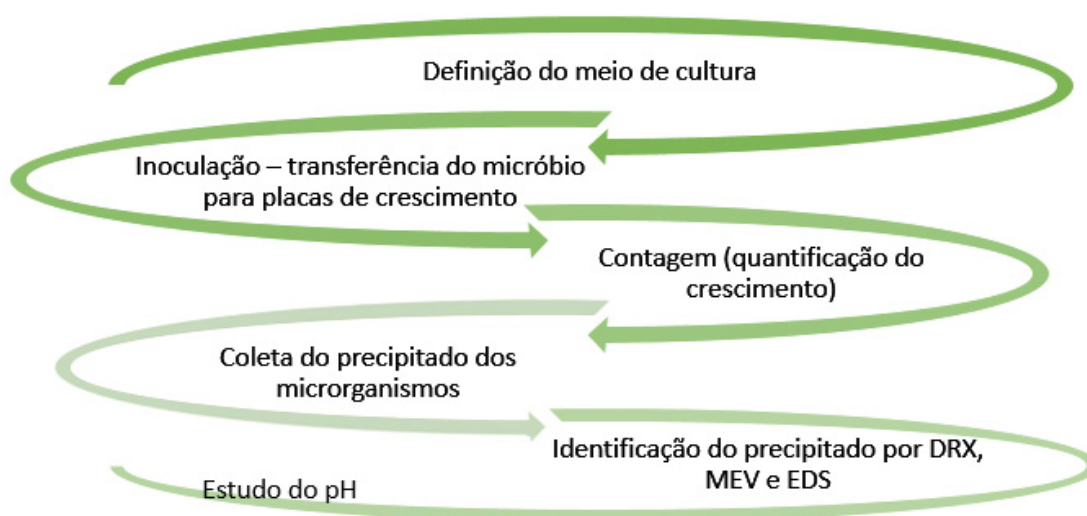 Definição do meio de cultura
Inoculação – transferência do micróbio
para placas de crescimento
Contagem (quantificação do
crescimento)
Coleta do precipitado dos
microrganismos
Identificação do precipitado por DRX,
MEV e EDS
Estudo do pH